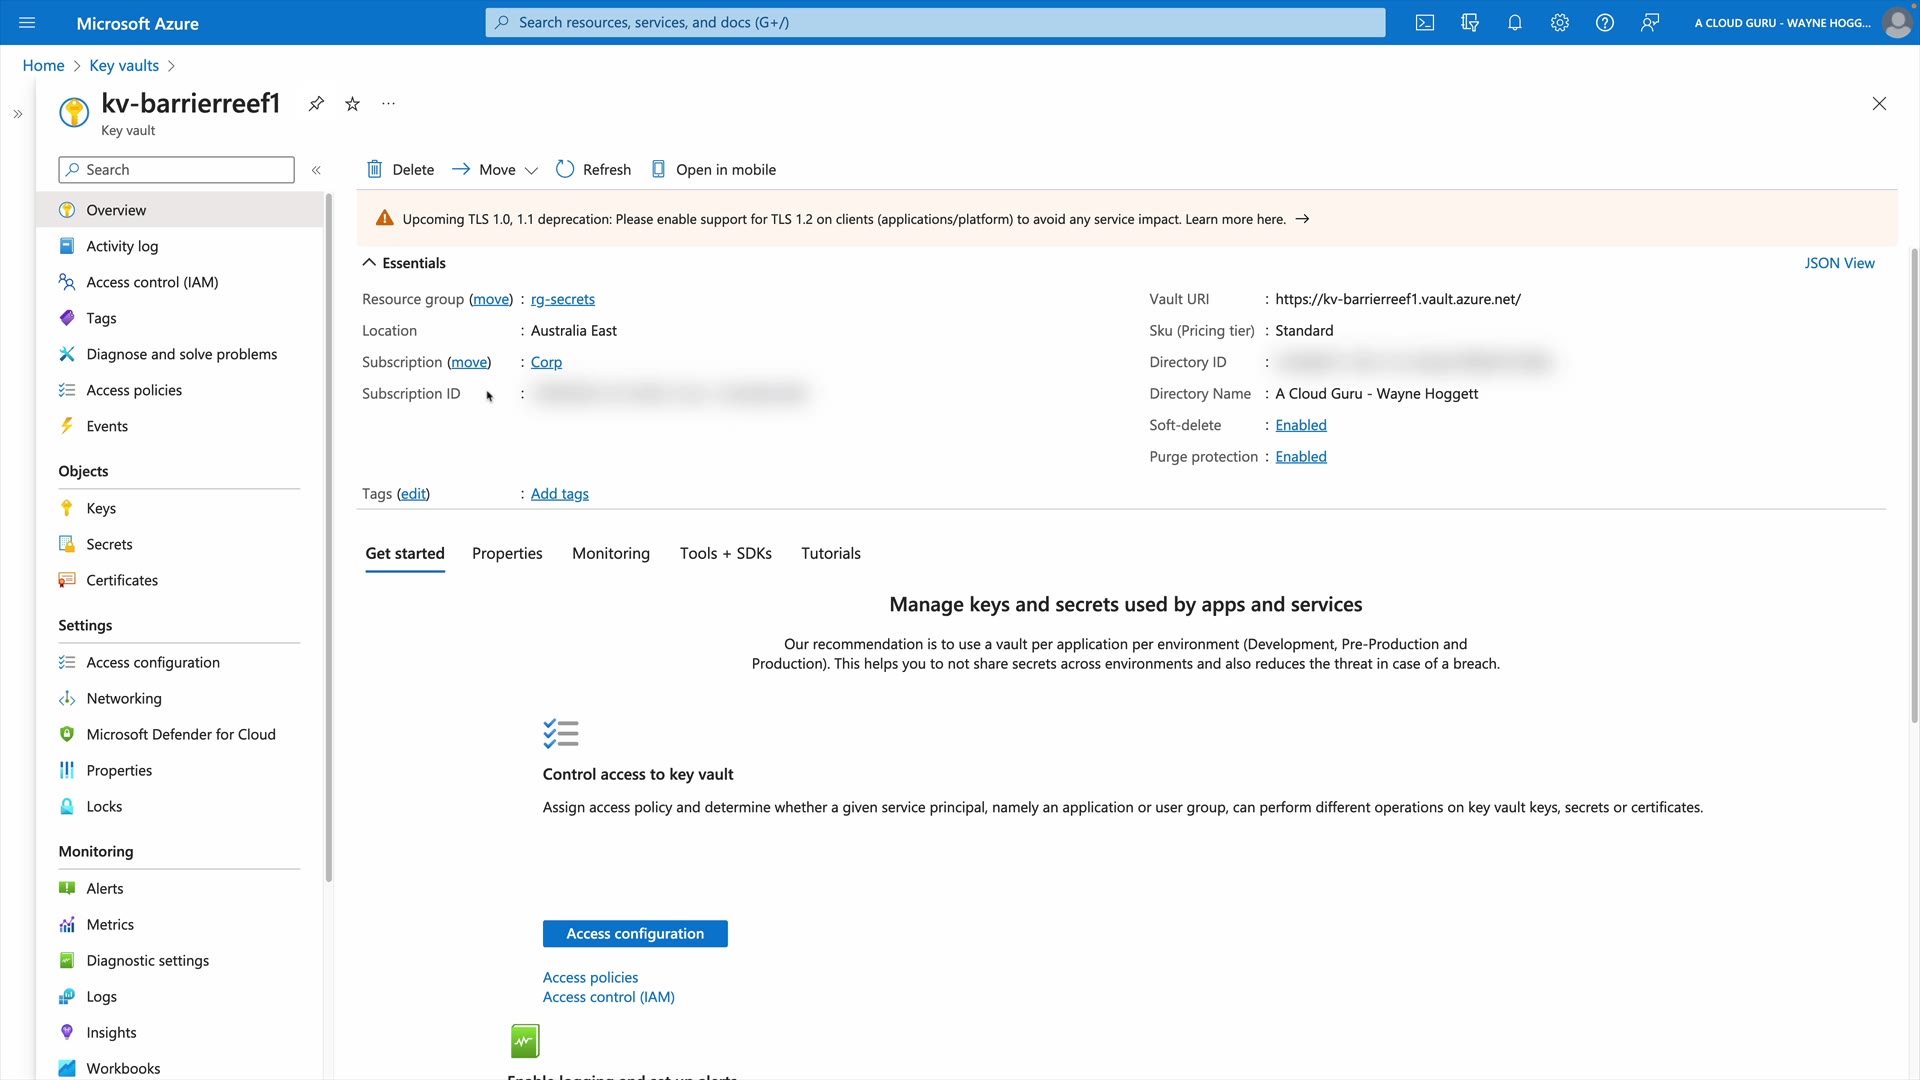 Microsoft Azure
Search resources, services, and docs (G+/)
A CLOUD GURU - WAYNE HOGG...
Home > Key vaults >
kv-barrierreef1
Key vault
Search
Overview
Activity log
Access control (IAM)
Tags
Diagnose and solve problems
Access policies
Events
Objects
Keys
Secrets
Certificates
Settings
Access configuration
Networking
Microsoft Defender for Cloud
Properties
Locks
Monitoring
Alerts
Metrics
Diagnostic settings
Logs
Insights
Workbooks
Delete Move Refresh Open in mobile
Upcoming TLS 1.0, 1.1 deprecation: Please enable support for TLS 1.2 on clients (applications/platform) to avoid any service impact. Learn more here. →
Essentials
JSON View
Resource group (move) : rg-secrets
Location : Australia East
Subscription (move) : Corp
Subscription ID :
Vault URI : https://kv-barrierreef1.vault.azure.net/
Sku (Pricing tier) : Standard
Directory ID :
Directory Name : A Cloud Guru - Wayne Hoggett
Soft-delete : Enabled
Purge protection : Enabled
Tags (edit) : Add tags
Get started Properties Monitoring Tools + SDKs Tutorials
Manage keys and secrets used by apps and services
Our recommendation is to use a vault per application per environment (Development, Pre-Production and
Production). This helps you to not share secrets across environments and also reduces the threat in case of a breach.
Control access to key vault
Assign access policy and determine whether a given service principal, namely an application or user group, can perform different operations on key vault keys, secrets or certificates.
Access configuration
Access policies
Access control (IAM)
Enable logging and set up alerts